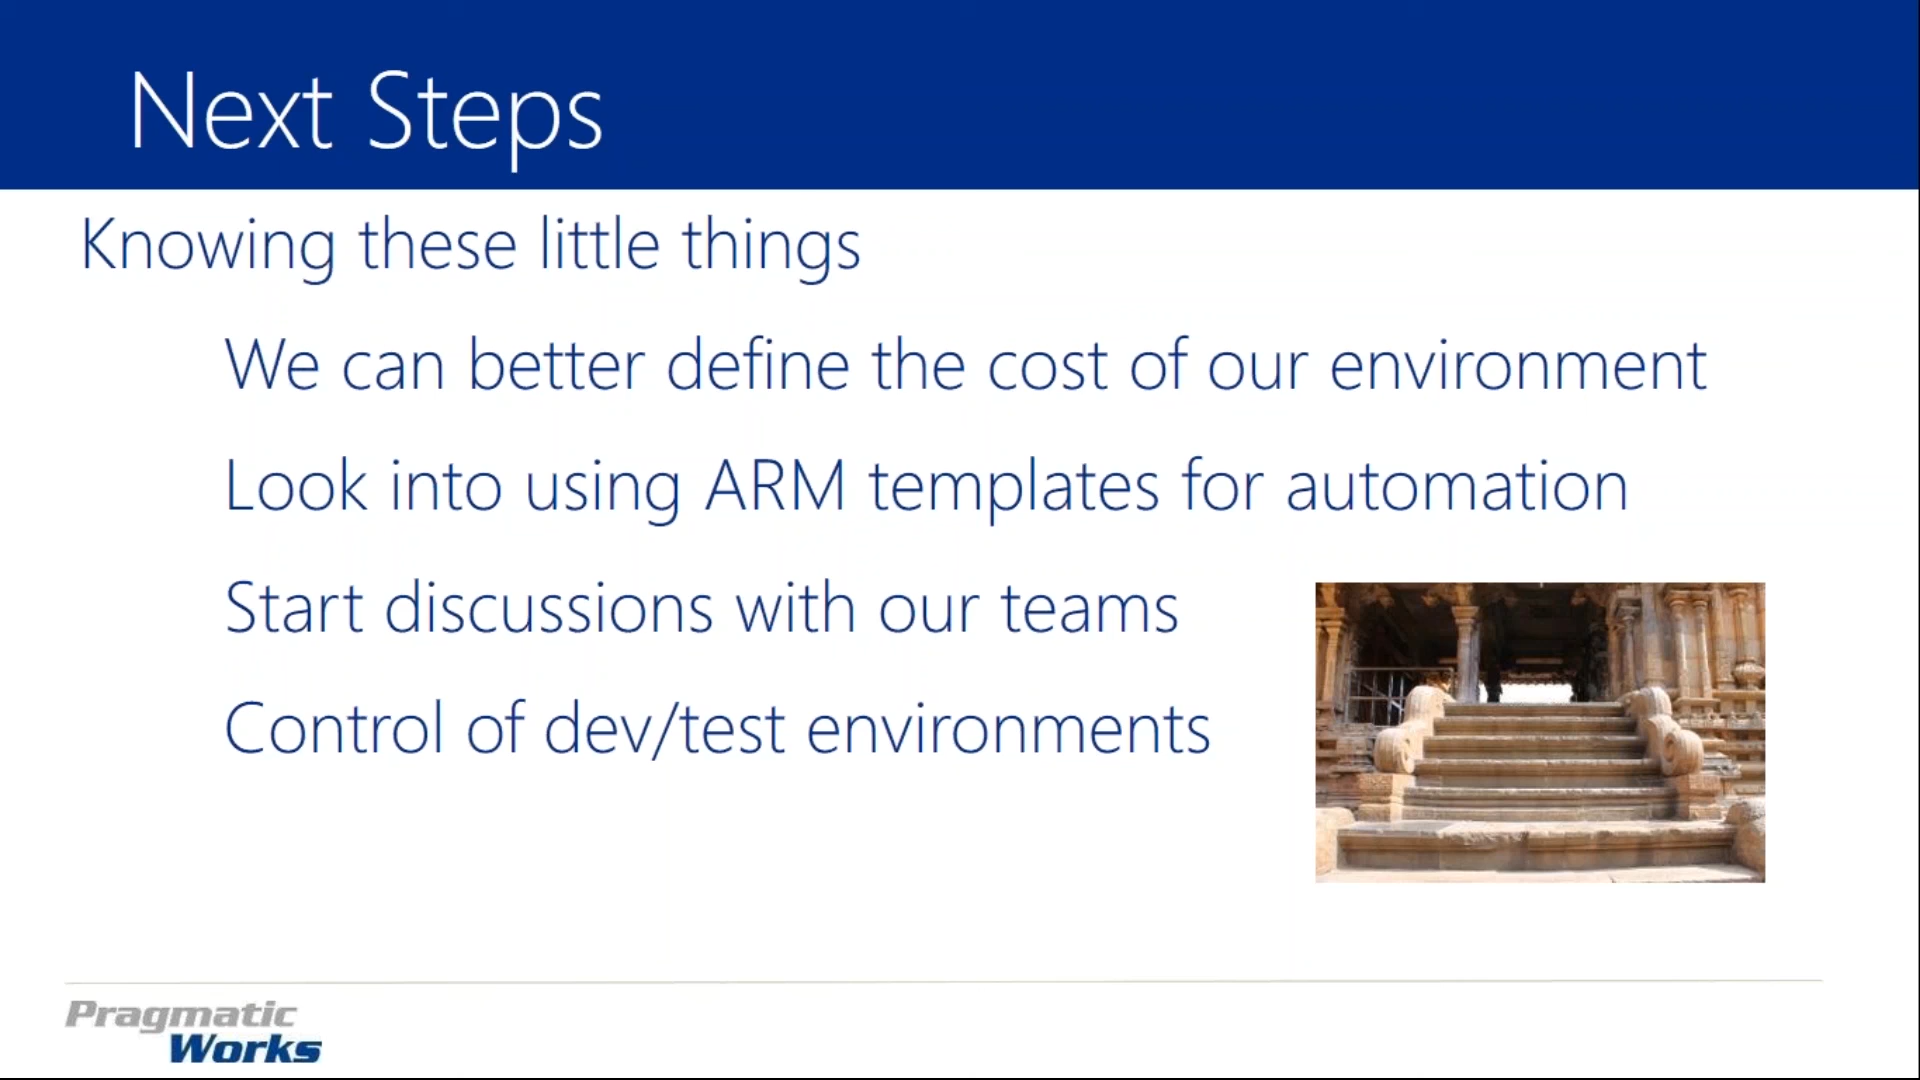 Next Steps
Knowing these little things
We can better define the cost of our environment
Look into using ARM templates for automation
Start discussions with our teams
Control of dev/test environments
Pragmatic
Works